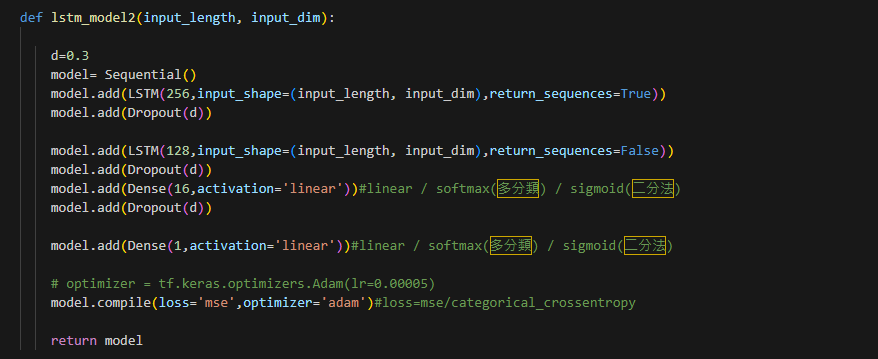 def lstm_model2(input_length, input_dim):
d=0.3
model= Sequential()
model.add(LSTM(256,input_shape=(input_length, input_dim),return_sequences=True))
model.add(Dropout(d))
model.add(LSTM(128,input_shape=(input_length, input_dim),return_sequences=False))
model.add(Dropout(d))
model.add(Dense(16,activation='linear'))#linear / softmax(多分類) / sigmoid(二分法)
model.add(Dropout(d))
model.add(Dense(1,activation='linear'))#linear / softmax(多分類) / sigmoid(二分法)
# optimizer = tf.keras.optimizers.Adam(lr=0.00005)
model.compile(loss='mse',optimizer='adam')#loss=mse/categorical_crossentropy
return model